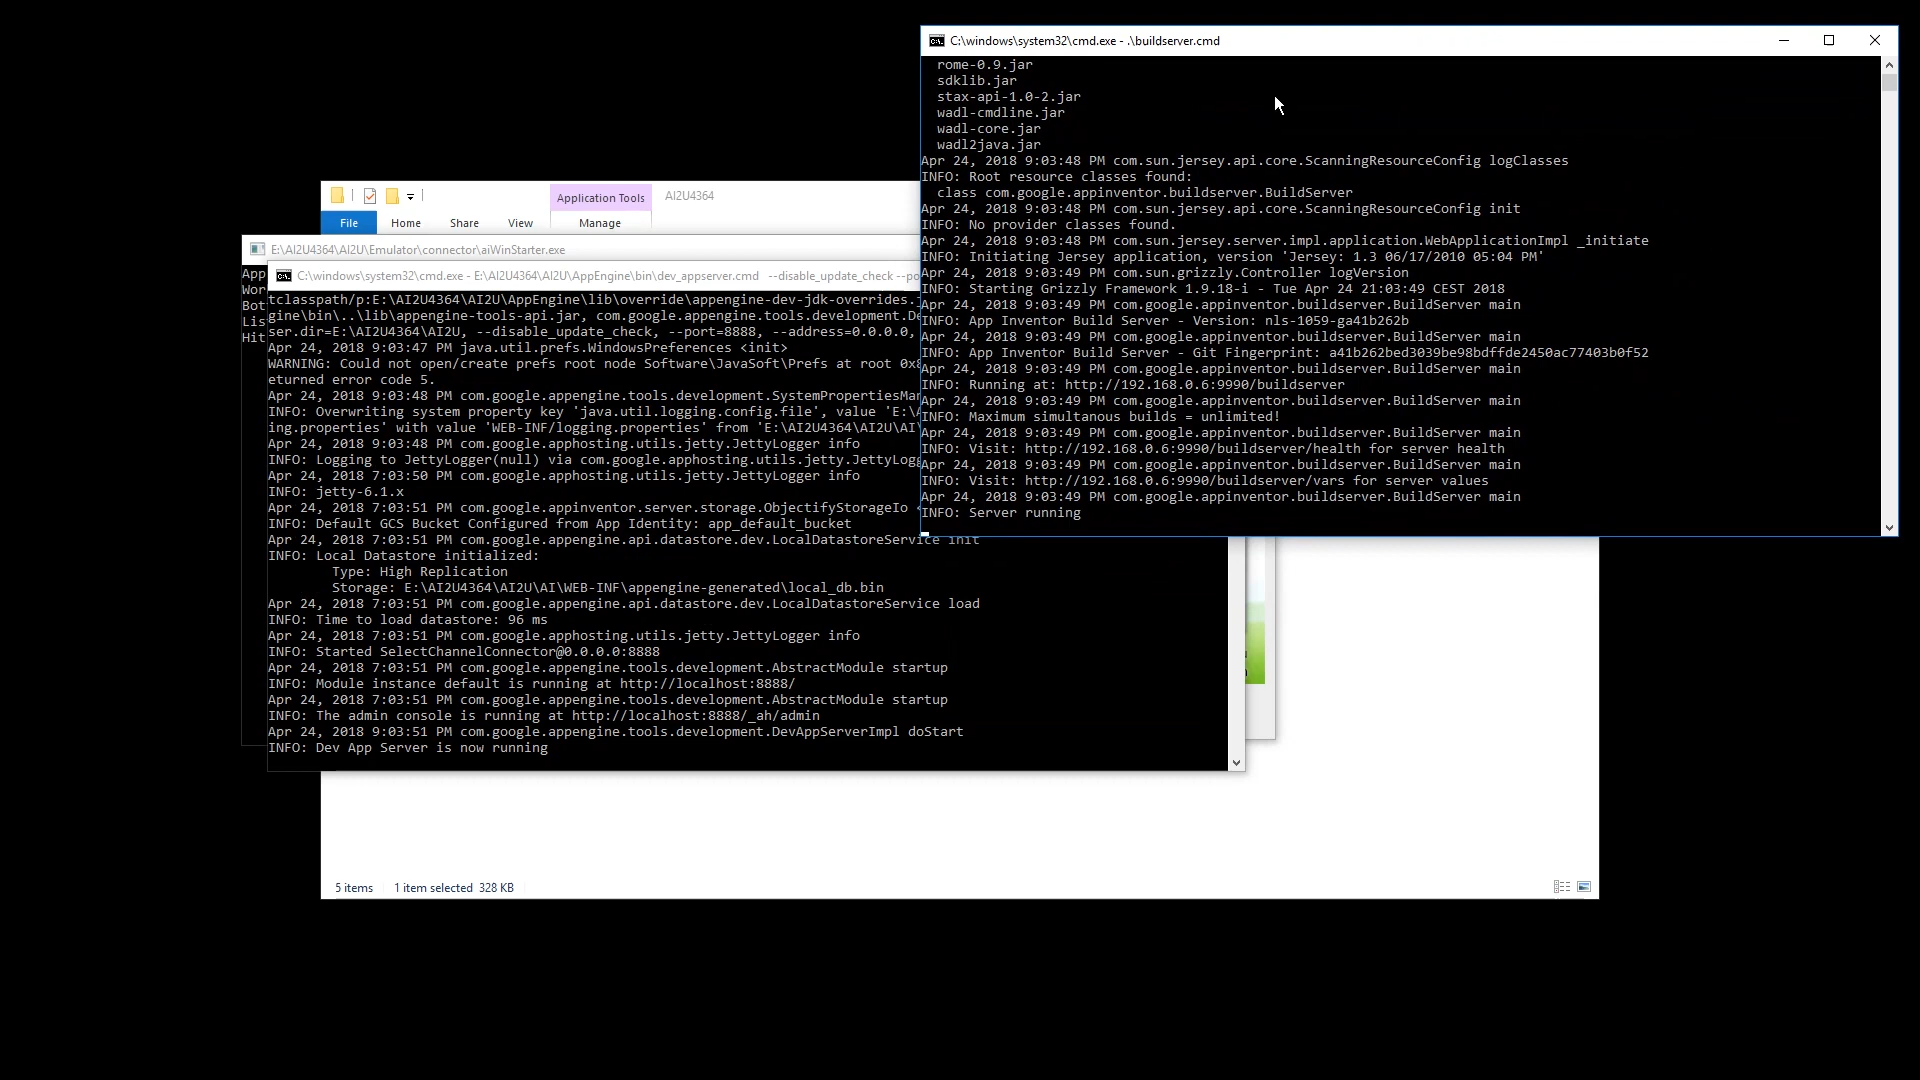 C:\windows\system32\cmd.exe - .\buildserver.cmd
rome-0.9.jar
sdklib.jar
stax-api-1.0-2.jar
wadl-cmdline.jar
wadl-core.jar
wadl2java.jar
Apr 24, 2018 9:03:48 PM com.sun.jersey.api.core.ScanningResourceConfig logClasses
INFO: Root resource classes found:
class com.google.appinventor.buildserver.BuildServer
Apr 24, 2018 9:03:48 PM com.sun.jersey.api.core.ScanningResourceConfig init
INFO: No provider classes found.
Apr 24, 2018 9:03:48 PM com.sun.jersey.server.impl.application.WebApplicationImpl _initiate
INFO: Initiating Jersey application, version 'Jersey: 1.3 06/17/2010 05:04 PM'
Apr 24, 2018 9:03:49 PM com.sun.grizzly.Controller logVersion
INFO: Starting Grizzly Framework 1.9.18-i - Tue Apr 24 21:03:49 CEST 2018
Apr 24, 2018 9:03:49 PM com.google.appinventor.buildserver.BuildServer main
INFO: App Inventor Build Server - Version: nls-1059-ga41b262b
Apr 24, 2018 9:03:49 PM com.google.appinventor.buildserver.BuildServer main
INFO: App Inventor Build Server - Git Fingerprint: a41b262bed3039be98bdffde2450ac77403b0f52
Apr 24, 2018 9:03:49 PM com.google.appinventor.buildserver.BuildServer main
INFO: Running at: http://192.168.0.6:9990/buildserver
Apr 24, 2018 9:03:49 PM com.google.appinventor.buildserver.BuildServer main
INFO: Maximum simultanous builds = unlimited!
Apr 24, 2018 9:03:49 PM com.google.appinventor.buildserver.BuildServer main
INFO: Visit: http://192.168.0.6:9990/buildserver/health for server health
Apr 24, 2018 9:03:49 PM com.google.appinventor.buildserver.BuildServer main
INFO: Visit: http://192.168.0.6:9990/buildserver/vars for server values
Apr 24, 2018 9:03:49 PM com.google.appinventor.buildserver.BuildServer main
INFO: Server running
Application Tools AI2U4364
File Home Share View Manage
E:\AI2U4364\AI2U\Emulator\connector\aiWinStarter.exe
App
Wor
Bot
Lis
Hit
C:\windows\system32\cmd.exe - E:\AI2U4364\AI2U\AppEngine\bin\dev_appserver.cmd --disable_update_check --po
tclasspath/p:E:\AI2U4364\AI2U\AppEngine\lib\override\appengine-dev-jdk-overrides.
gine\bin\..\lib\appengine-tools-api.jar, com.google.appengine.tools.development.De
ser.dir=E:\AI2U4364\AI2U, --disable_update_check, --port=8888, --address=0.0.0.0,
Apr 24, 2018 9:03:47 PM java.util.prefs.WindowsPreferences <init>
WARNING: Could not open/create prefs root node Software\JavaSoft\Prefs at root 0x8
eturned error code 5.
Apr 24, 2018 9:03:48 PM com.google.appengine.tools.development.SystemPropertiesMan
INFO: Overwriting system property key 'java.util.logging.config.file', value 'E:\A
ing.properties' with value 'WEB-INF/logging.properties' from 'E:\AI2U4364\AI2U\AI\
Apr 24, 2018 9:03:48 PM com.google.apphosting.utils.jetty.JettyLogger info
INFO: Logging to JettyLogger(null) via com.google.apphosting.utils.jetty.JettyLogg
Apr 24, 2018 7:03:50 PM com.google.apphosting.utils.jetty.JettyLogger info
INFO: jetty-6.1.x
Apr 24, 2018 7:03:51 PM com.google.appinventor.server.storage.ObjectifyStorageIo <
INFO: Default GCS Bucket Configured from App Identity: app_default_bucket
Apr 24, 2018 7:03:51 PM com.google.appengine.api.datastore.dev.LocalDatastoreService init
INFO: Local Datastore initialized:
Type: High Replication
Storage: E:\AI2U4364\AI2U\AI\WEB-INF\appengine-generated\local_db.bin
Apr 24, 2018 7:03:51 PM com.google.appengine.api.datastore.dev.LocalDatastoreService load
INFO: Time to load datastore: 96 ms
Apr 24, 2018 7:03:51 PM com.google.apphosting.utils.jetty.JettyLogger info
INFO: Started SelectChannelConnector@0.0.0.0:8888
Apr 24, 2018 7:03:51 PM com.google.appengine.tools.development.AbstractModule startup
INFO: Module instance default is running at http://localhost:8888/
Apr 24, 2018 7:03:51 PM com.google.appengine.tools.development.AbstractModule startup
INFO: The admin console is running at http://localhost:8888/_ah/admin
Apr 24, 2018 9:03:51 PM com.google.appengine.tools.development.DevAppServerImpl doStart
INFO: Dev App Server is now running
5 items 1 item selected 328 KB